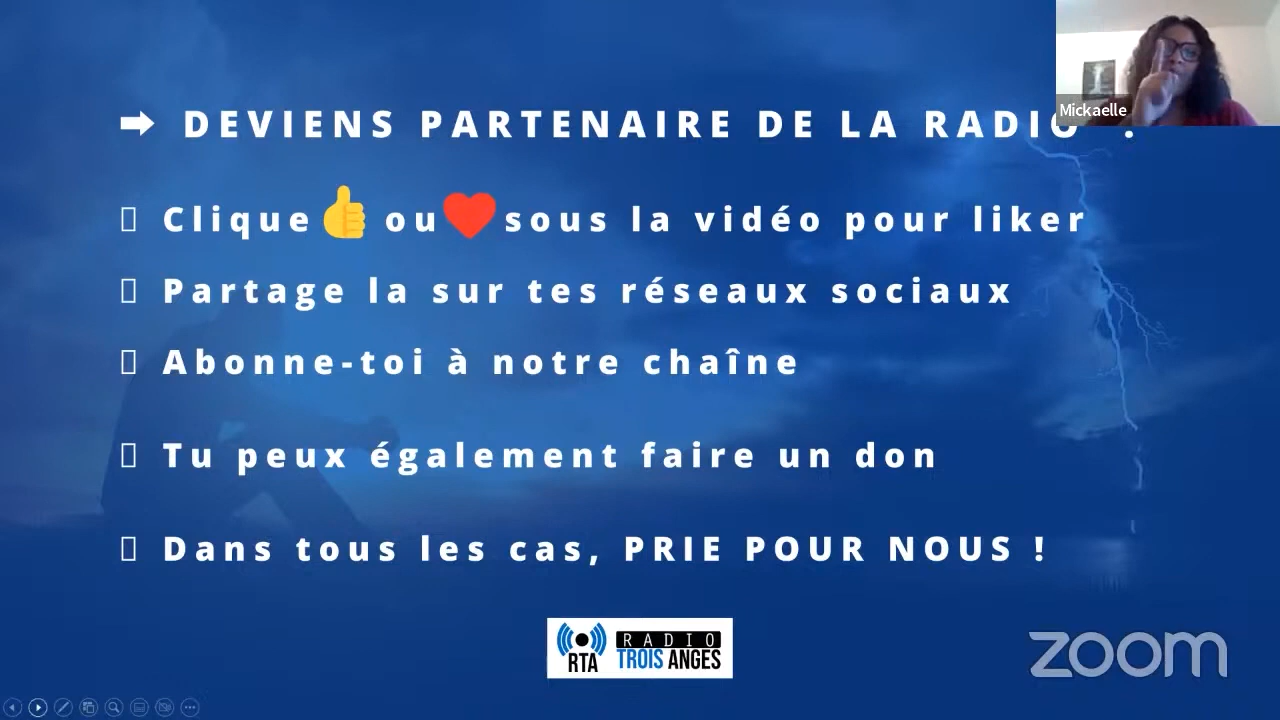 ➡ DEVIENS PARTENAIRE DE LA RADIO :
Mickaelle
Clique 👍 ou ❤ sous la vidéo pour liker
Partage la sur tes réseaux sociaux
Abonne-toi à notre chaîne
Tu peux également faire un don
Dans tous les cas, PRIE POUR NOUS !
RTA
RADIO
TROIS ANGES
zoom